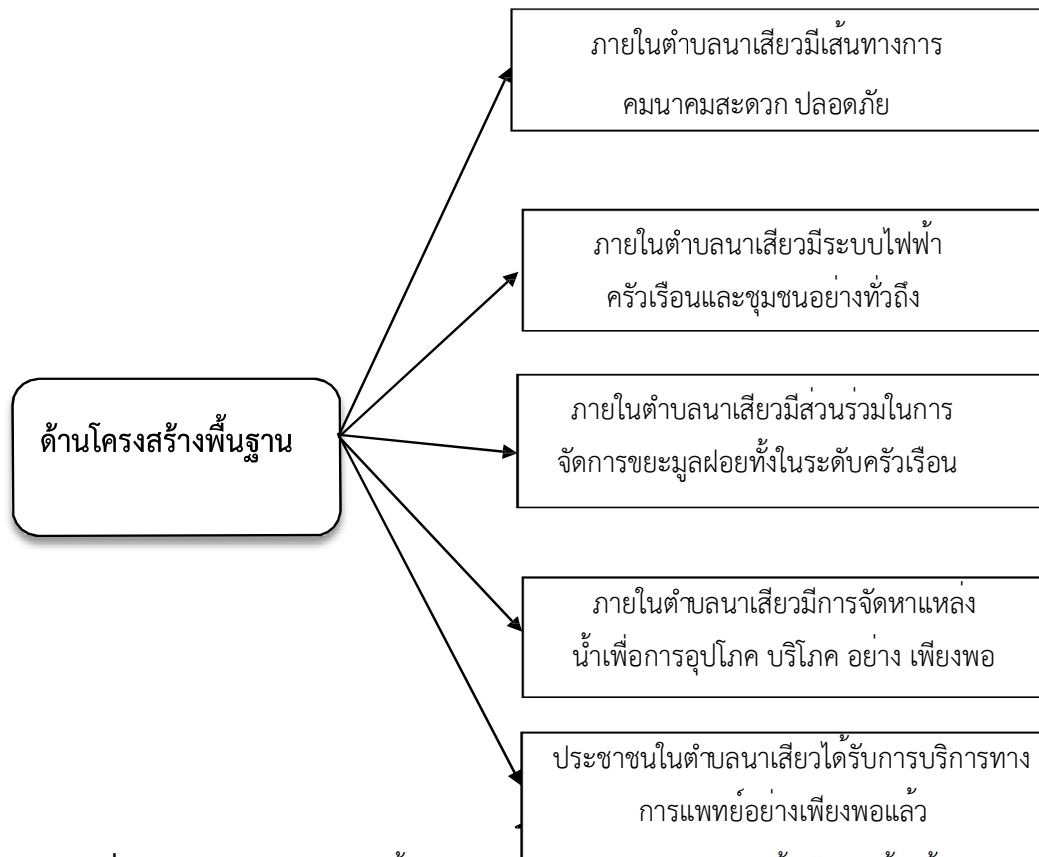 ภายในตำบลนาเสียวมีเส้นทางการ
คมนาคมสะดวก ปลอดภัย
ภายในตำบลนาเสียวมีระบบไฟฟ้า
ครัวเรือนและชุมชนอย่างทั่วถึง
ด้านโครงสร้างพื้นฐาน
ภายในตำบลนาเสียวมีส่วนร่วมในการ
จัดการขยะมูลฝอยทั้งในระดับครัวเรือน
ภายในตำบลนาเสียวมีการจัดหาแหล่ง
น้ำเพื่อการอุปโภค บริโภค อย่าง เพียงพอ
ประชาชนในตำบลนาเสียวได้รับการบริการทาง
การแพทย์อย่างเพียงพอแล้ว